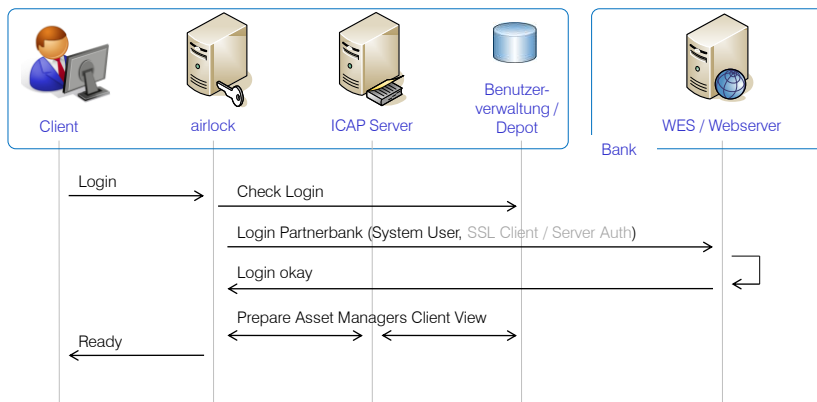 Client
airlock
ICAP Server
Benutzer-
verwaltung /
Depot
WES / Webserver
Bank
Login
Check Login
Login Partnerbank (System User, SSL Client / Server Auth)
Login okay
Prepare Asset Managers Client View
Ready